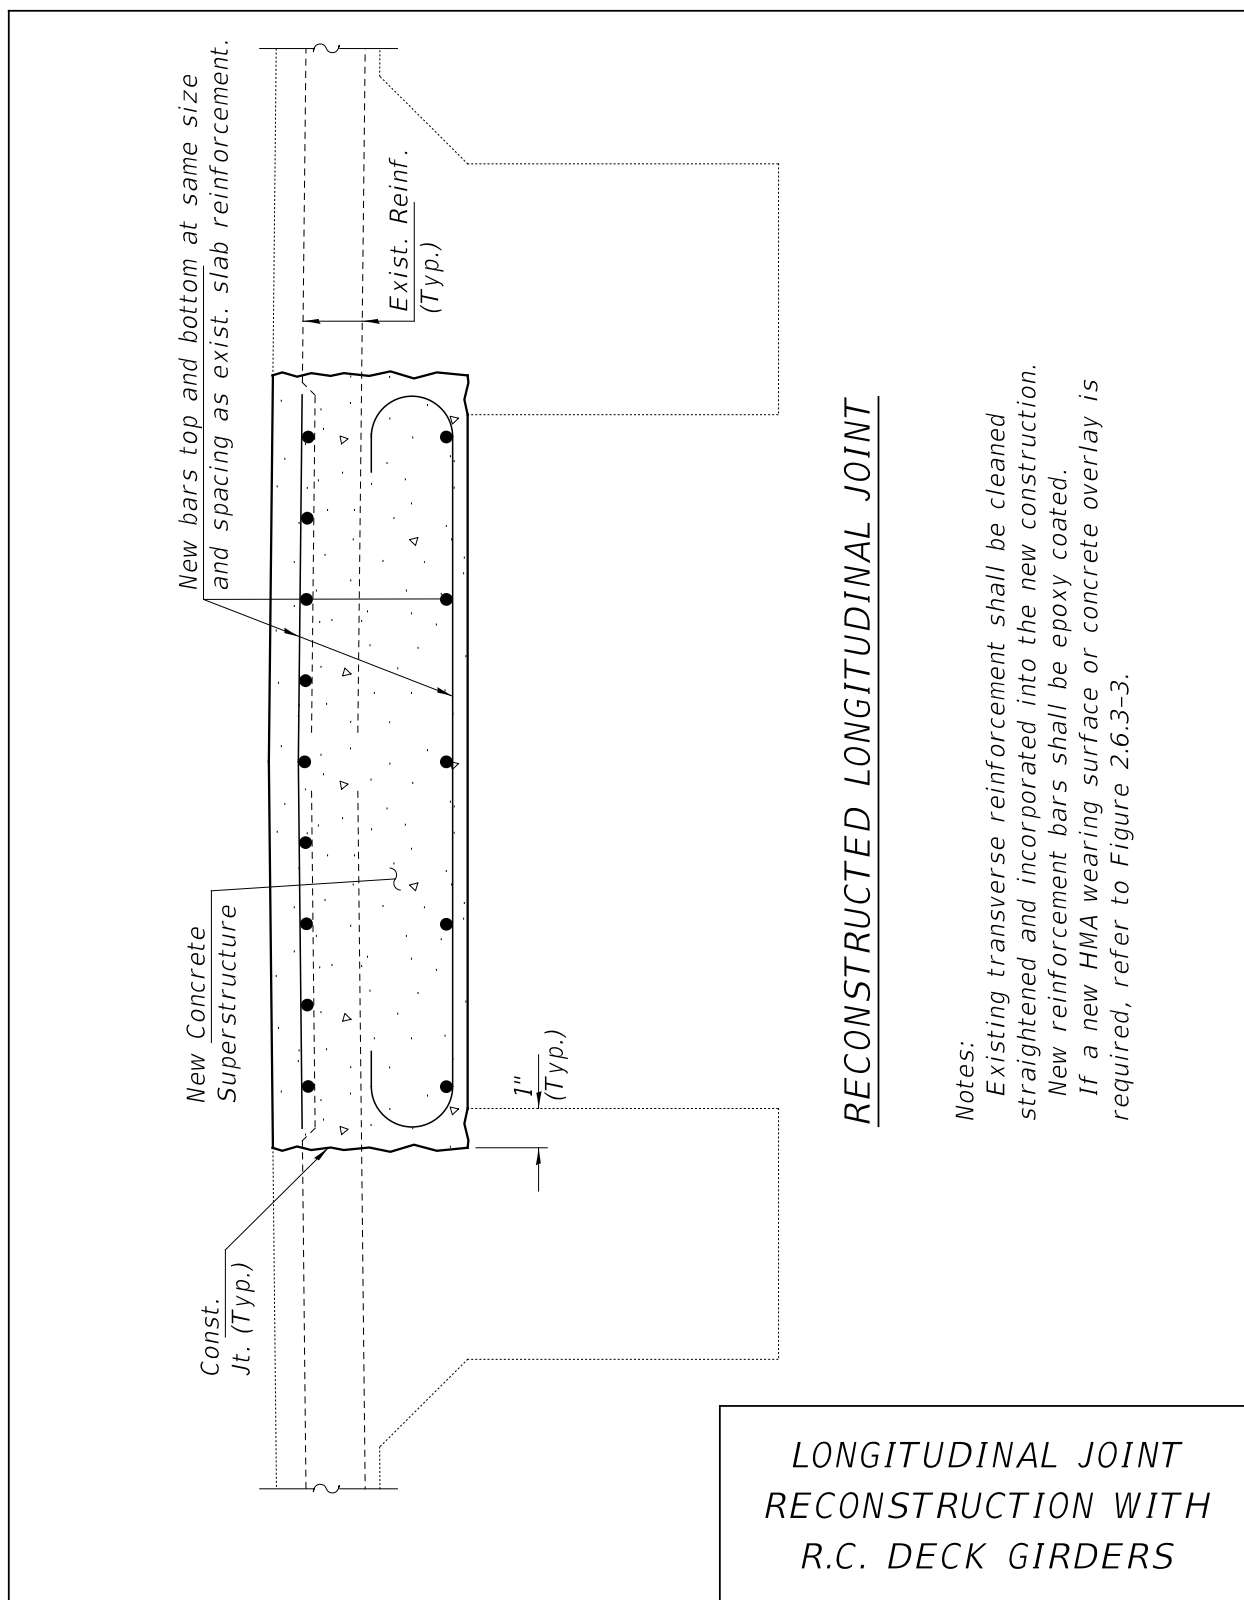 New bars top and bottom at same size
and spacing as exist. slab reinforcement.
New Concrete
Superstructure
Const.
Jt. (Typ.)
Exist. Reinf.
(Typ.)
1"
(Typ.)
RECONSTRUCTED LONGITUDINAL JOINT
Notes:
Existing transverse reinforcement shall be cleaned
straightened and incorporated into the new construction.
New reinforcement bars shall be epoxy coated.
If a new HMA wearing surface or concrete overlay is
required, refer to Figure 2.6.3-3.
LONGITUDINAL JOINT
RECONSTRUCTION WITH
R.C. DECK GIRDERS